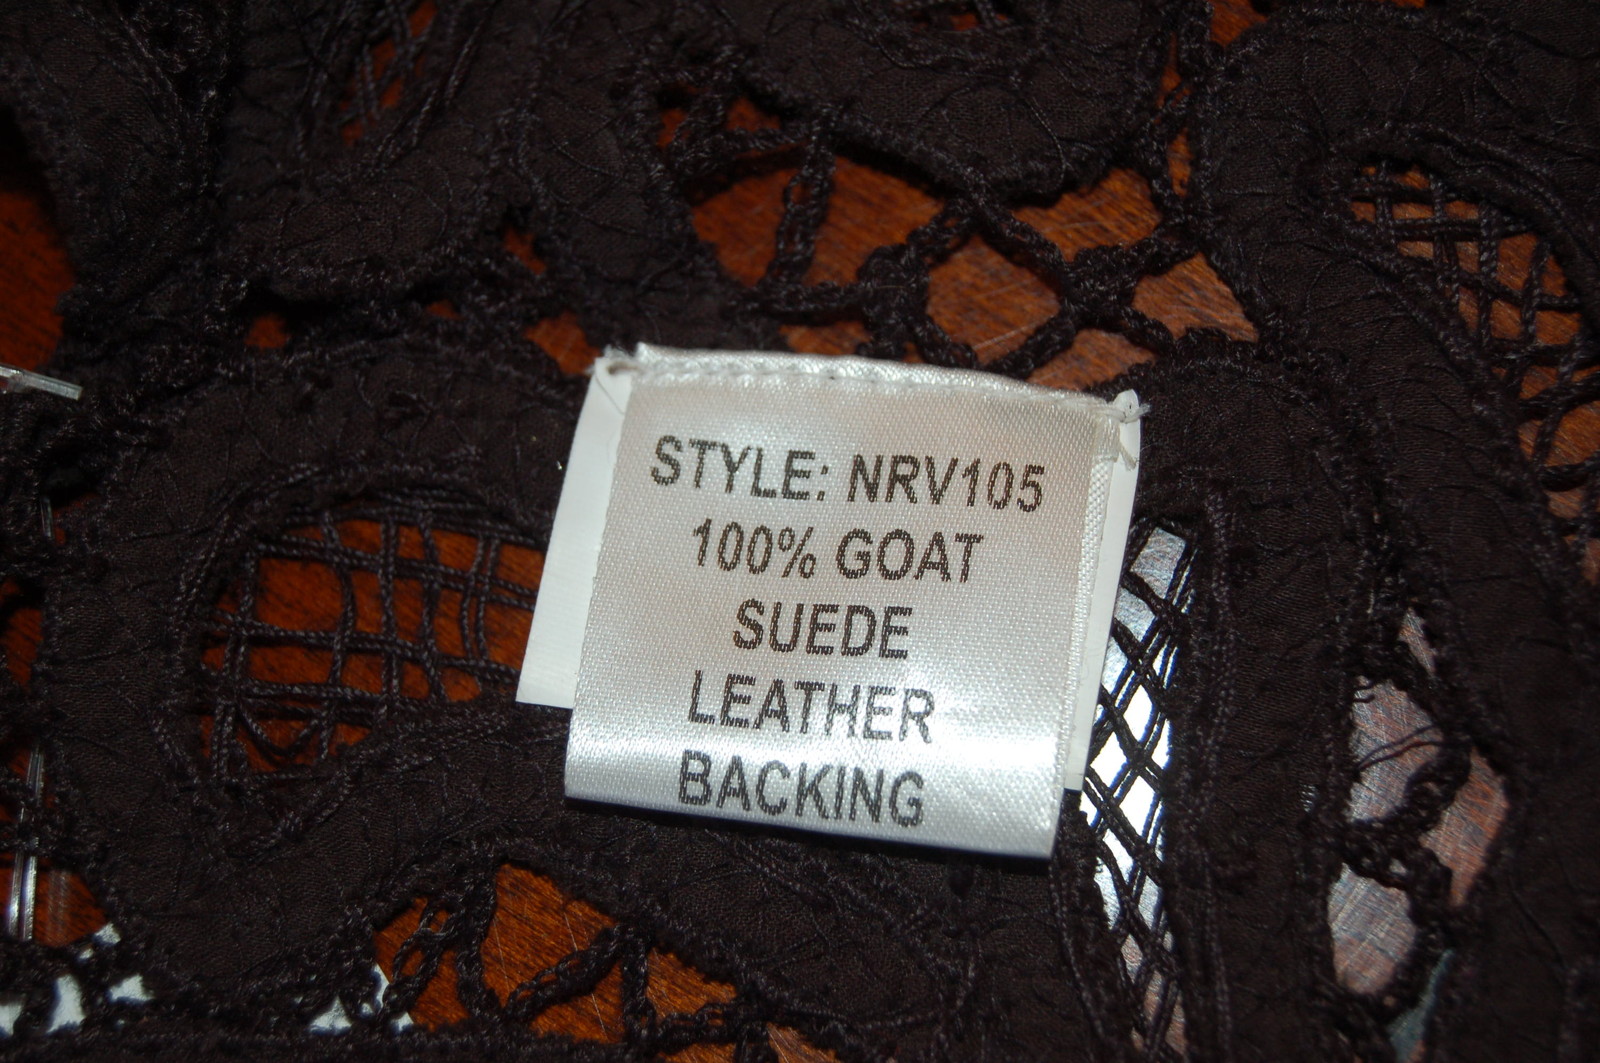 STYLE: NRV105
100% GOAT
SUEDE
LEATHER
BACKING